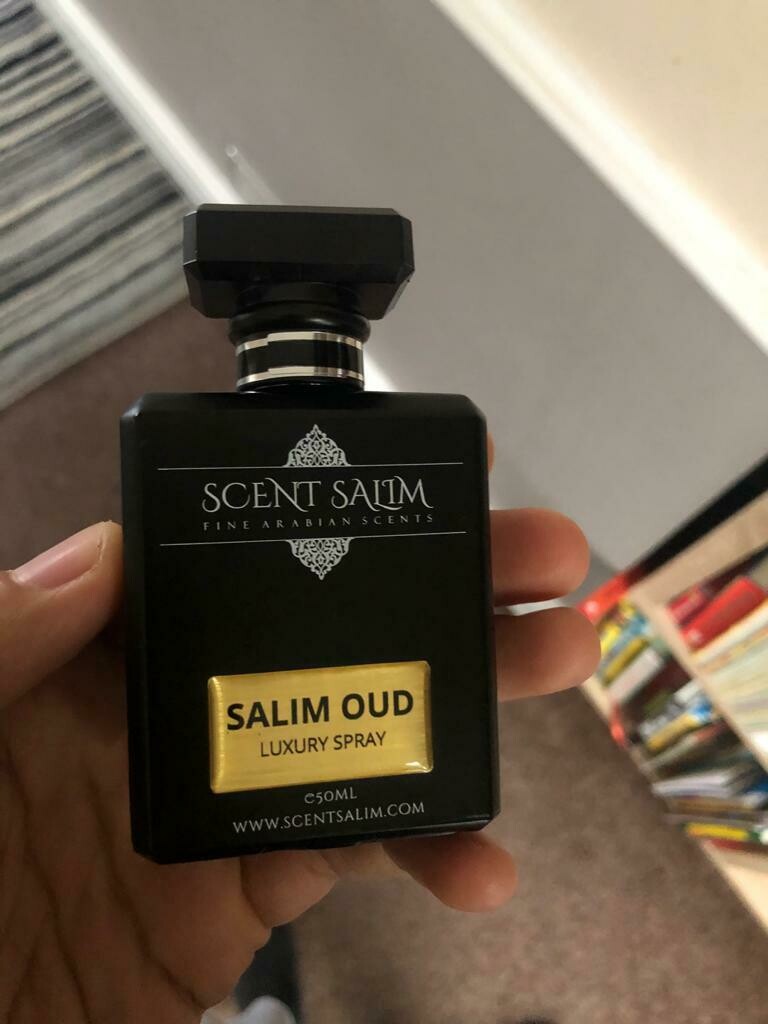 SCENT SALIM
FINE ARABIAN SCENTS
SALIM OUD
LUXURY SPRAY
℮50ML
WWW.SCENTSALIM.COM